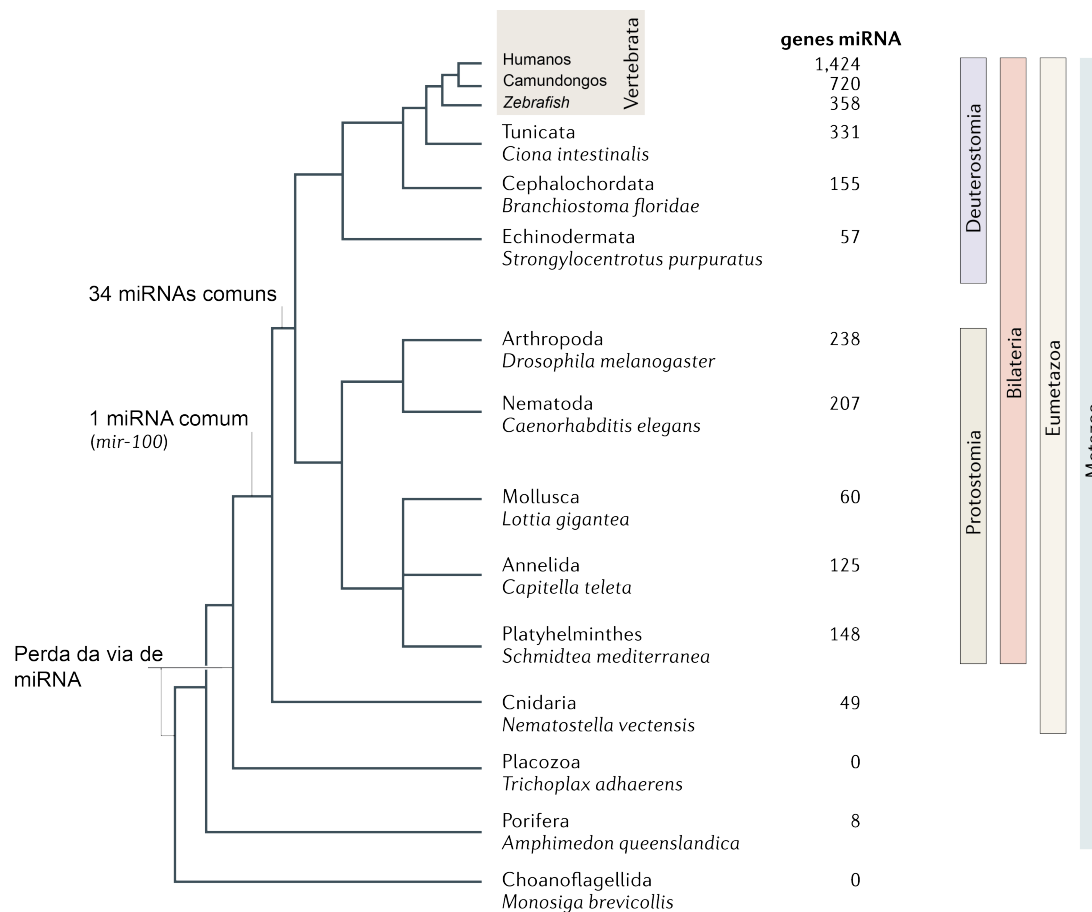 genes miRNA
Humanos 1,424
Camundongos 720
Zebrafish 358
Vertebrata
Tunicata 331
Ciona intestinalis
Cephalochordata 155
Branchiostoma floridae
Echinodermata 57
Strongylocentrotus purpuratus
34 miRNAs comuns
Arthropoda 238
Drosophila melanogaster
1 miRNA comum
(mir-100)
Nematoda 207
Caenorhabditis elegans
Mollusca 60
Lottia gigantea
Annelida 125
Capitella teleta
Perda da via de
miRNA
Platyhelminthes 148
Schmidtea mediterranea
Cnidaria 49
Nematostella vectensis
Placozoa 0
Trichoplax adhaerens
Porifera 8
Amphimedon queenslandica
Choanoflagellida 0
Monosiga brevicollis
Deuterostomia
Protostomia
Bilateria
Eumetazoa